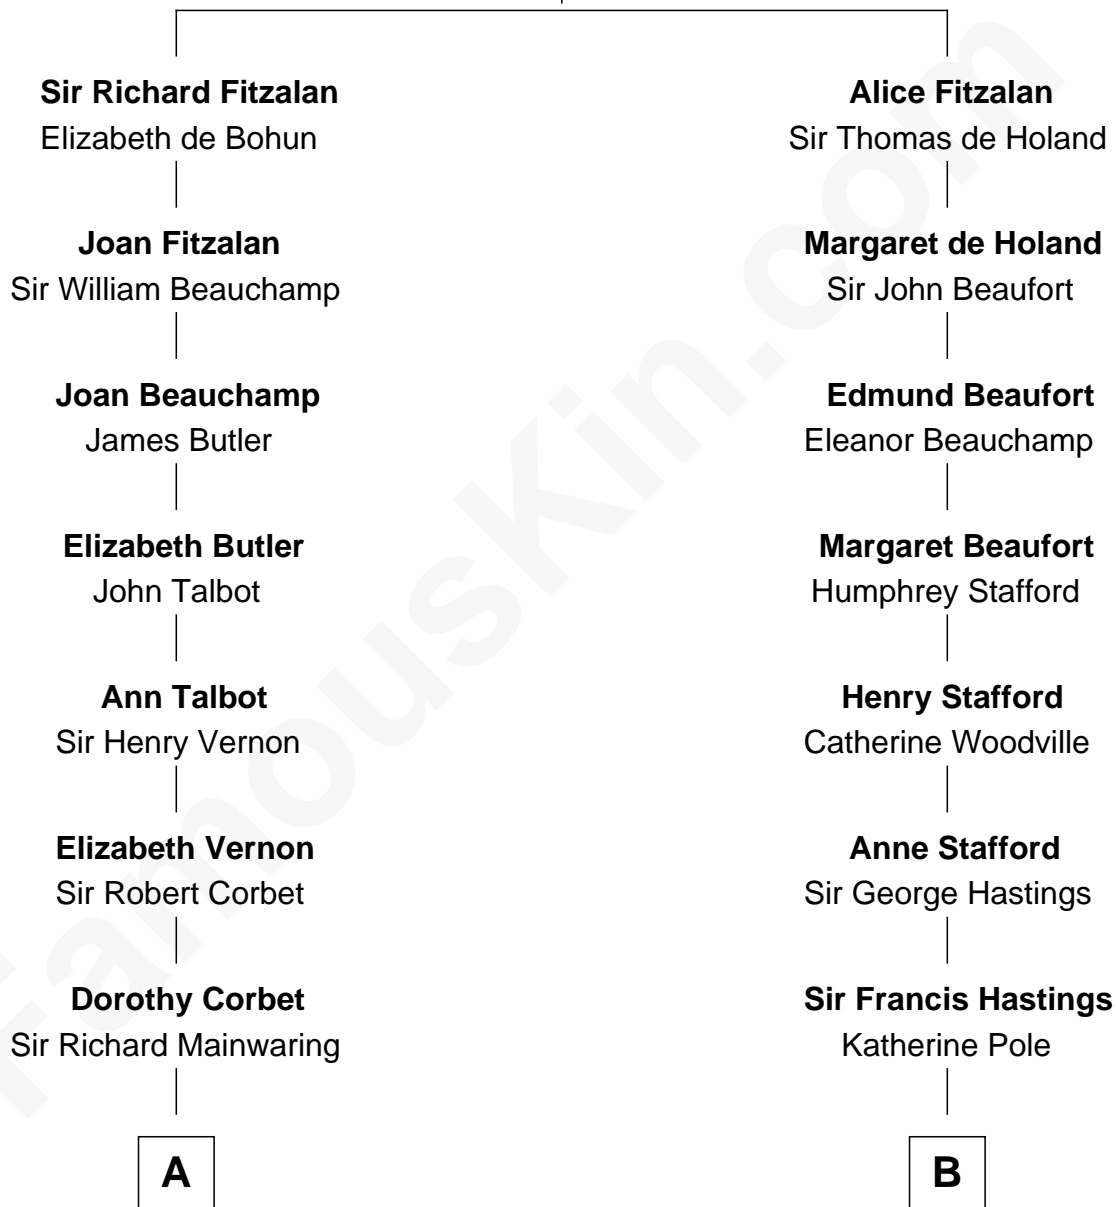 Sir Richard Fitzalan
Elizabeth de Bohun
Joan Fitzalan
Sir William Beauchamp
Joan Beauchamp
James Butler
Elizabeth Butler
John Talbot
Ann Talbot
Sir Henry Vernon
Elizabeth Vernon
Sir Robert Corbet
Dorothy Corbet
Sir Richard Mainwaring
A
Alice Fitzalan
Sir Thomas de Holand
Margaret de Holand
Sir John Beaufort
Edmund Beaufort
Eleanor Beauchamp
Margaret Beaufort
Humphrey Stafford
Henry Stafford
Catherine Woodville
Anne Stafford
Sir George Hastings
Sir Francis Hastings
Katherine Pole
B
FamousKin.com